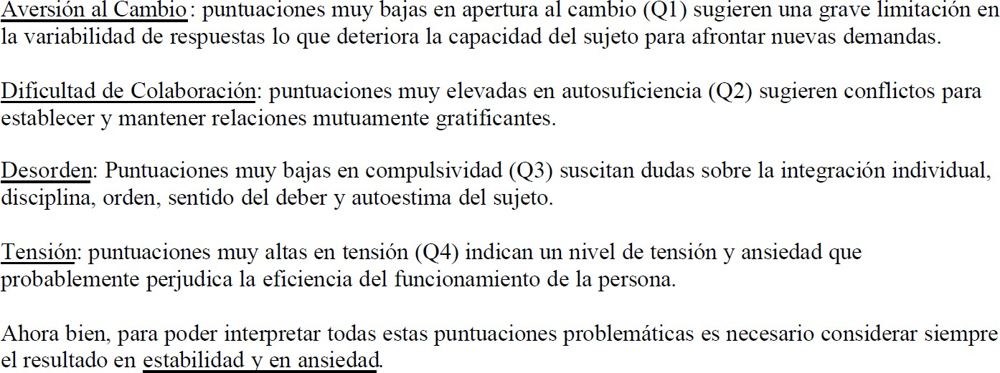 Aversión al Cambio: puntuaciones muy bajas en apertura al cambio (Q1) sugieren una grave limitación en
la variabilidad de respuestas lo que deteriora la capacidad del sujeto para afrontar nuevas demandas.
Dificultad de Colaboración: puntuaciones muy elevadas en autosuficiencia (Q2) sugieren conflictos para
establecer y mantener relaciones mutuamente gratificantes.
Desorden: Puntuaciones muy bajas en compulsividad (Q3) suscitan dudas sobre la integración individual,
disciplina, orden, sentido del deber y autoestima del sujeto.
Tensión: puntuaciones muy altas en tensión (Q4) indican un nivel de tensión y ansiedad que
probablemente perjudica la eficiencia del funcionamiento de la persona.
Ahora bien, para poder interpretar todas estas puntuaciones problemáticas es necesario considerar siempre
el resultado en estabilidad y en ansiedad.